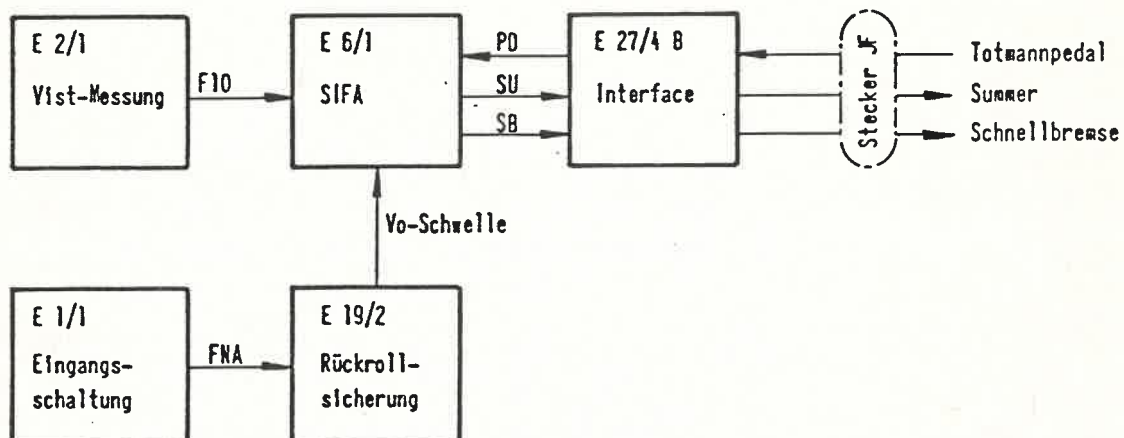 E 2/1
Vist-Messung
F10
E 6/1
SIFA
PD
SU
SB
E 27/4 B
Interface
Stecker JF
Totmannpedal
Summer
Schnellbremse
Vo-Schwelle
E 1/1
Eingangs-
schaltung
FNA
E 19/2
Rückroll-
sicherung